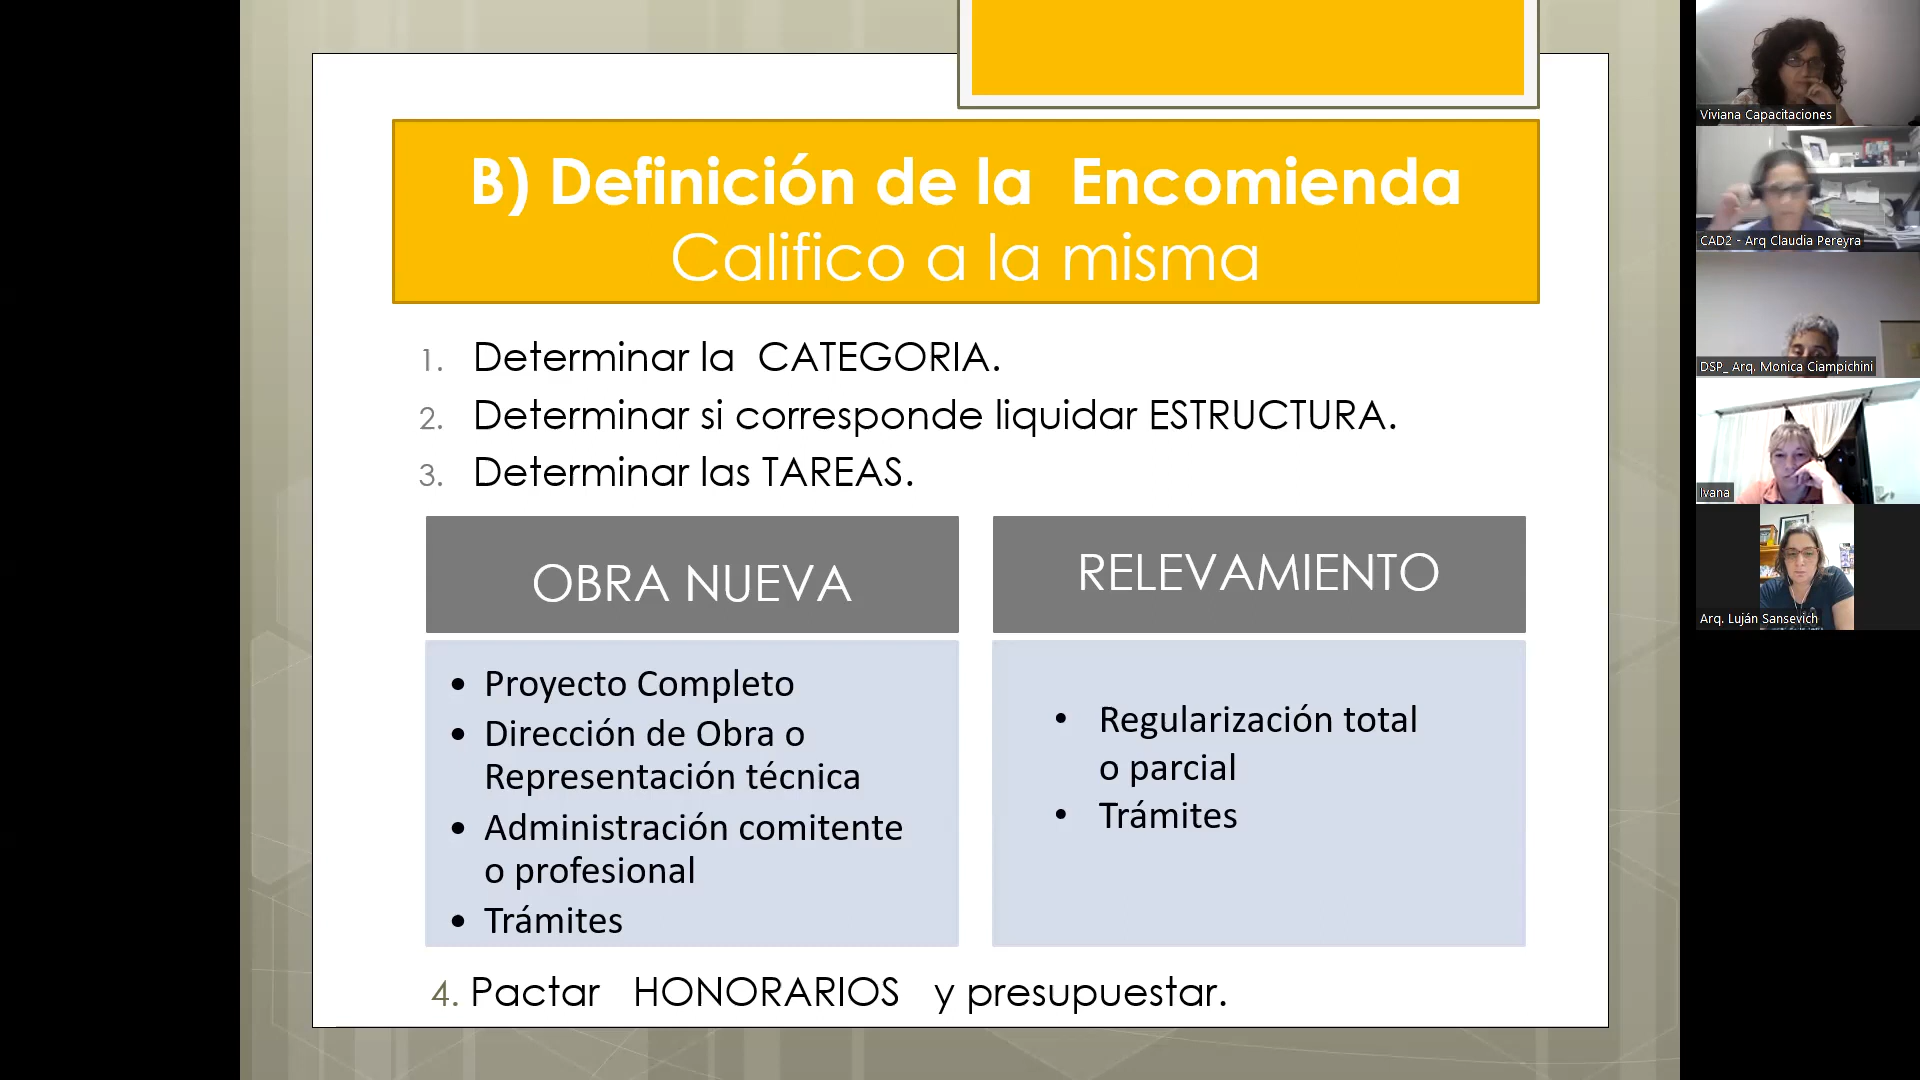 B) Definición de la Encomienda
Califico a la misma
1. Determinar la CATEGORIA.
2. Determinar si corresponde liquidar ESTRUCTURA.
3. Determinar las TAREAS.
OBRA NUEVA
• Proyecto Completo
• Dirección de Obra o
Representación técnica
• Administración comitente
o profesional
• Trámites
RELEVAMIENTO
• Regularización total
o parcial
• Trámites
4. Pactar HONORARIOS y presupuestar.
Viviana Capacitaciones
CAD2 - Arq Claudia Pereyra
DSP_ Arq. Monica Ciampichini
Ivana
Arq. Luján Sansevich